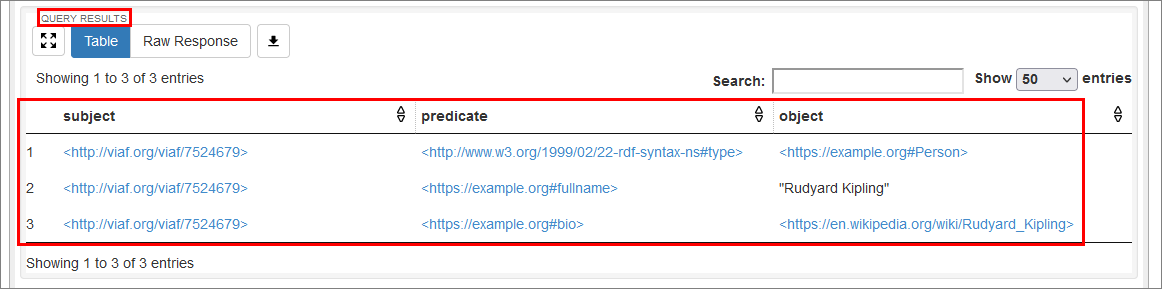 QUERY RESULTS
Table Raw Response
Showing 1 to 3 of 3 entries
Search: Show 50 entries
subject predicate object
1 <http://viaf.org/viaf/7524679> <http://www.w3.org/1999/02/22-rdf-syntax-ns#type> <https://example.org#Person>
2 <http://viaf.org/viaf/7524679> <https://example.org#fullname> "Rudyard Kipling"
3 <http://viaf.org/viaf/7524679> <https://example.org#bio> <https://en.wikipedia.org/wiki/Rudyard_Kipling>
Showing 1 to 3 of 3 entries